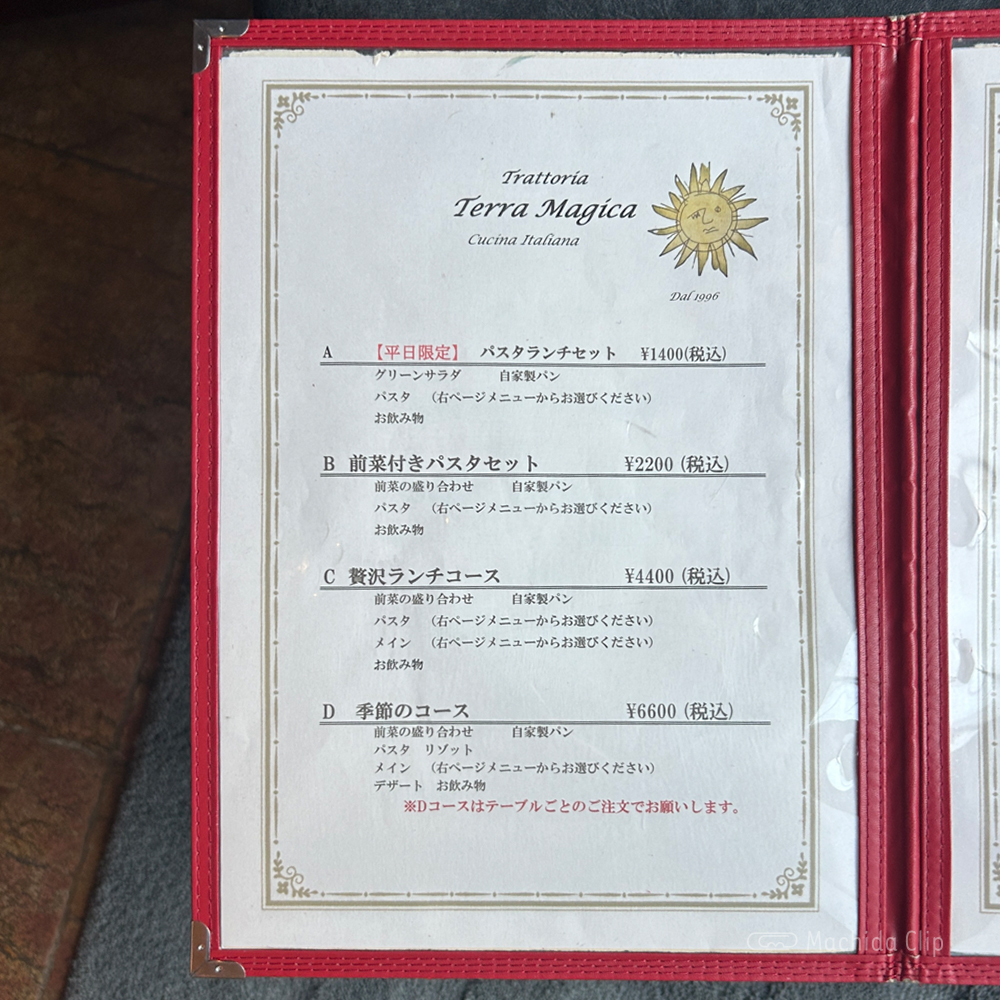 Trattoria
Terra Magica
Cucina Italiana
Dal 1996
A 【平日限定】 パスタランチセット ¥1400(税込)
グリーンサラダ 自家製パン
パスタ （右ページメニューからお選びください）
お飲み物
B 前菜付きパスタセット ¥2200 (税込)
前菜の盛り合わせ 自家製パン
パスタ （右ページメニューからお選びください）
お飲み物
C 贅沢ランチコース ¥4400 (税込)
前菜の盛り合わせ 自家製パン
パスタ （右ページメニューからお選びください）
メイン （右ページメニューからお選びください）
お飲み物
D 季節のコース ¥6600 (税込)
前菜の盛り合わせ 自家製パン
パスタ リゾット
メイン （右ページメニューからお選びください）
デザート お飲み物
※Dコースはテーブルごとのご注文でお願いします。
Machida Clip